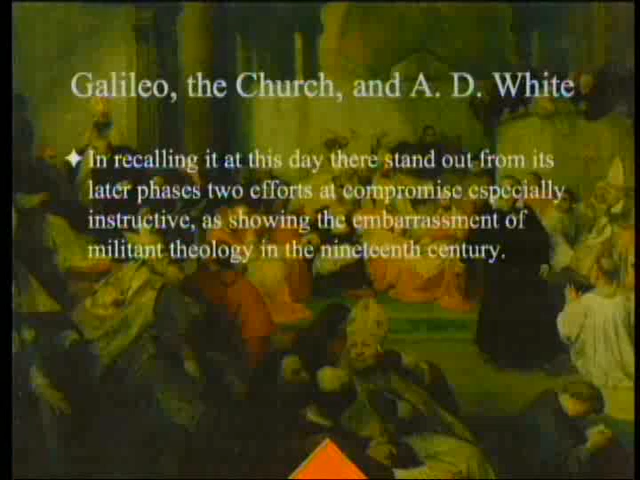 Galileo, the Church, and A. D. White
In recalling it at this day there stand out from its
later phases two efforts at compromise especially
instructive, as showing the embarrassment of
militant theology in the nineteenth century.